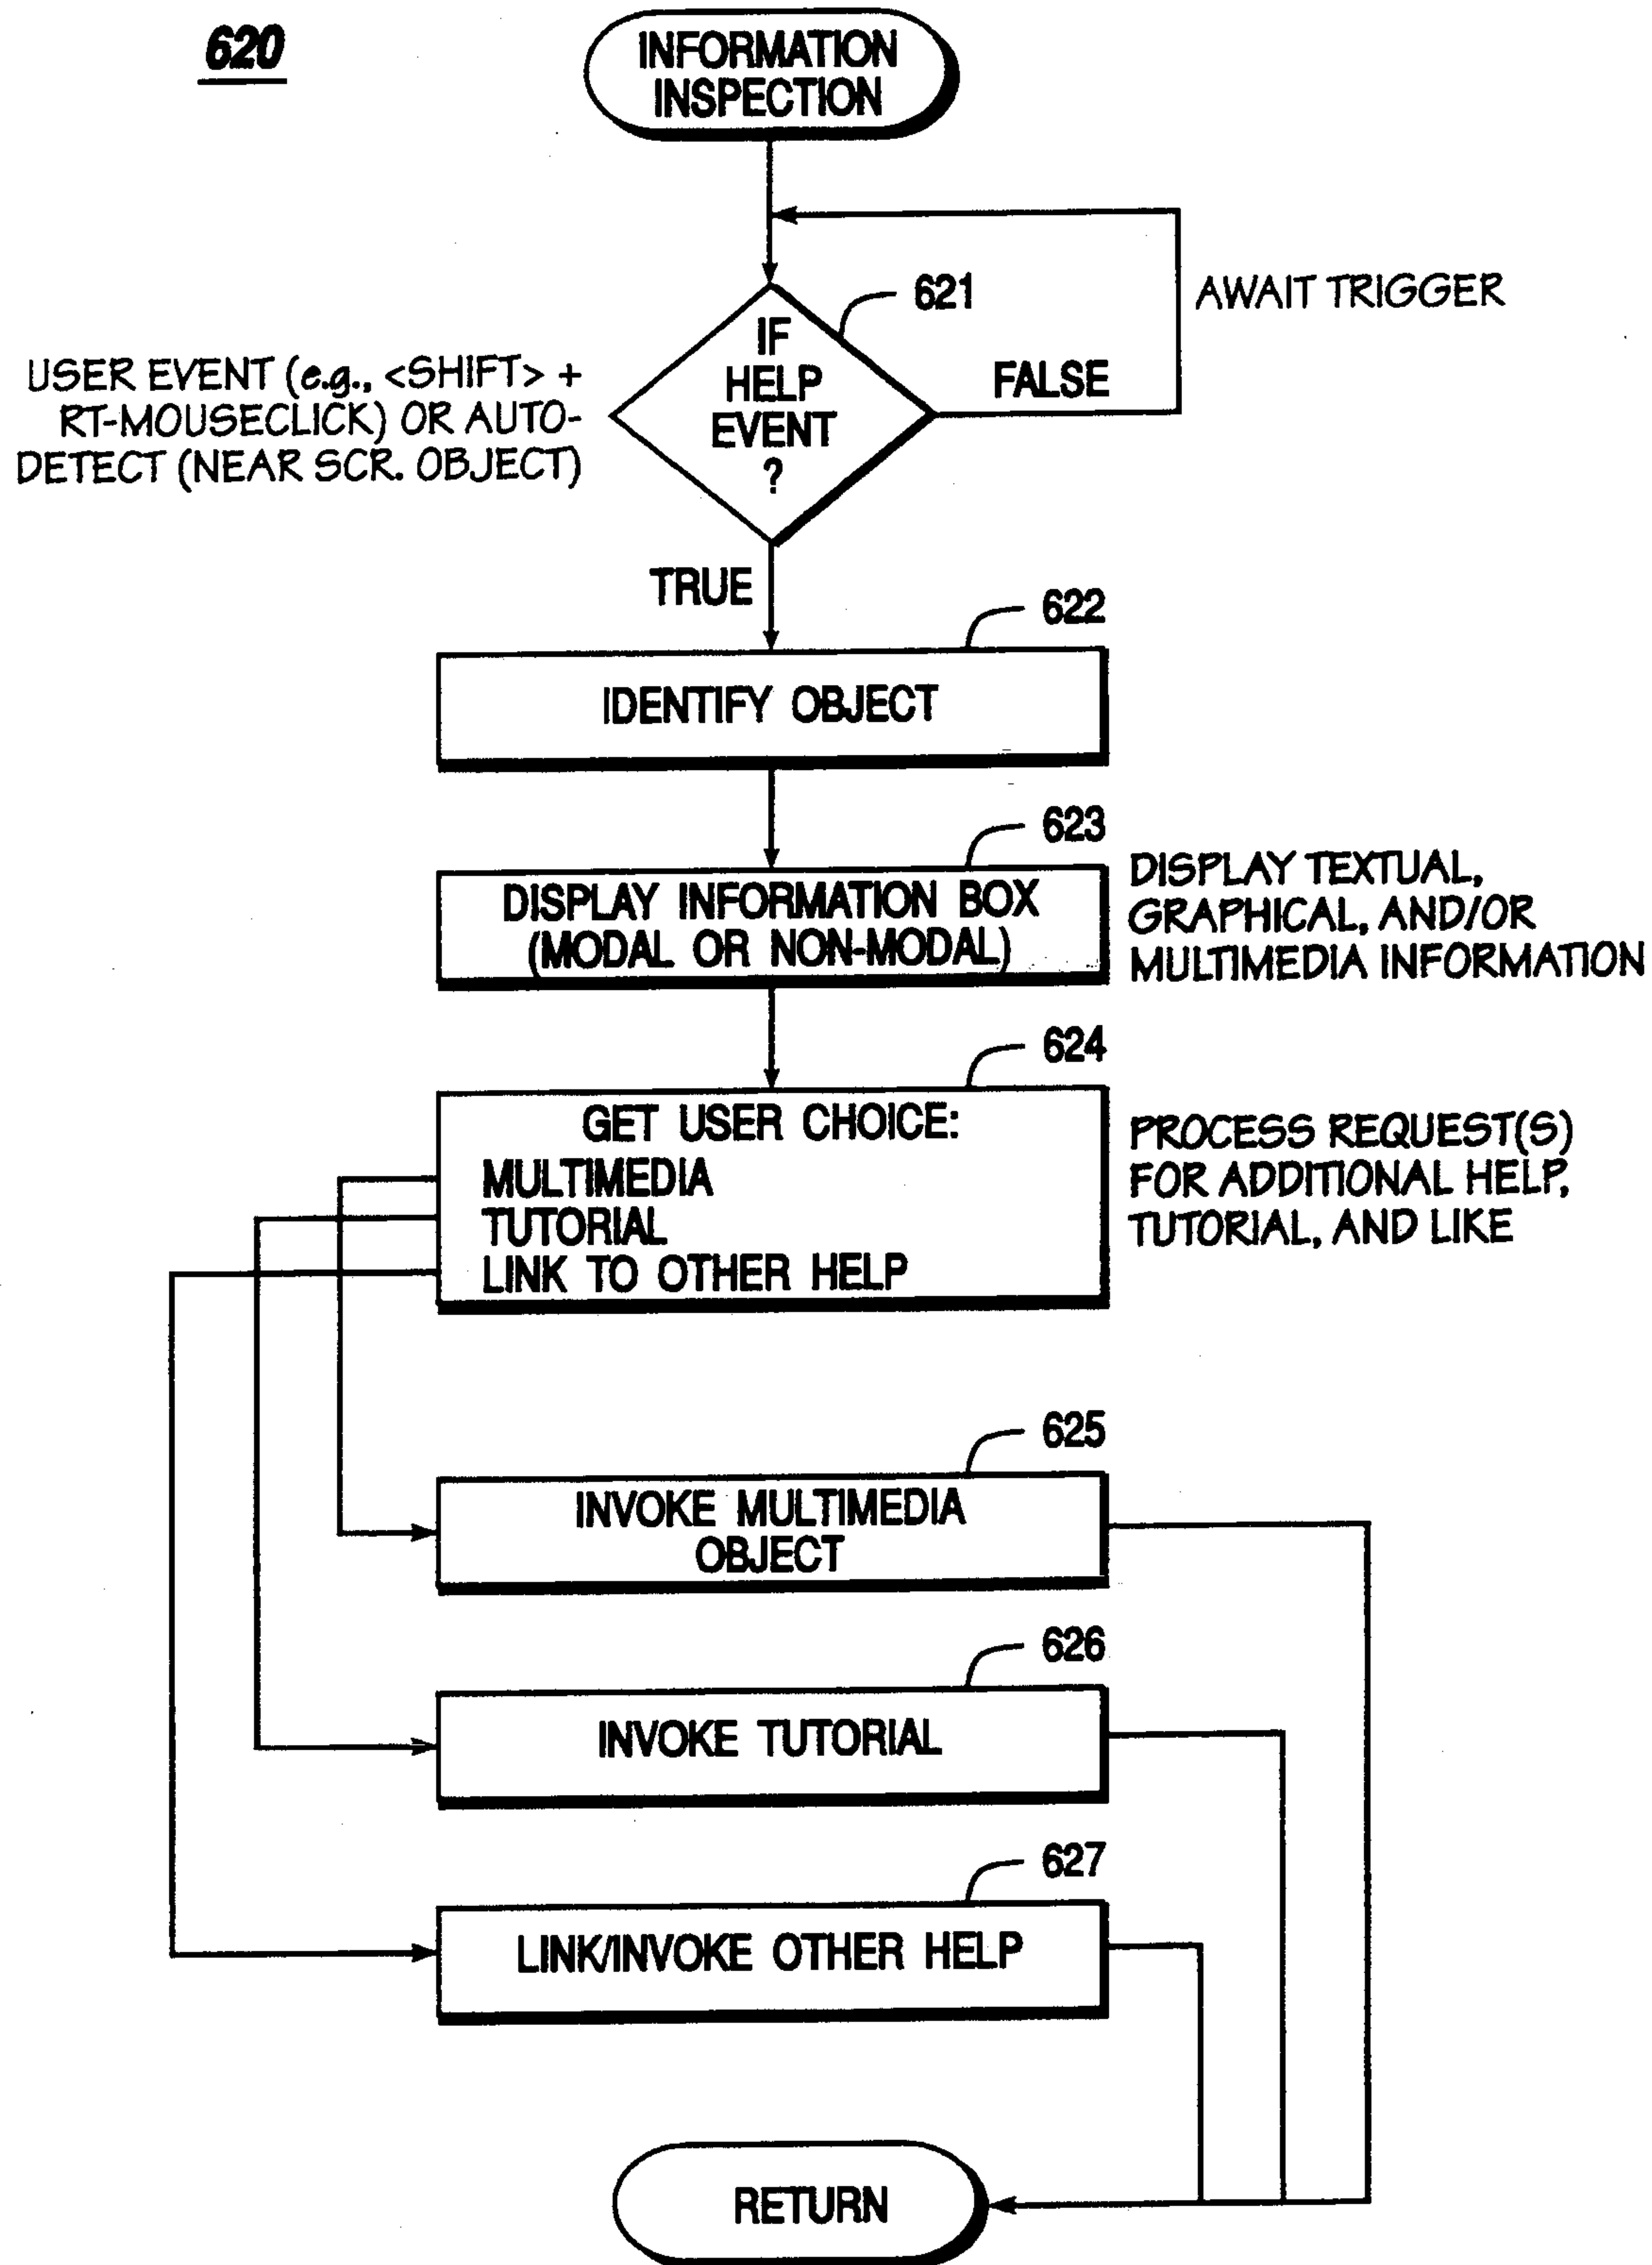 620
INFORMATION
INSPECTION
621
AWAIT TRIGGER
IF
HELP
EVENT
?
FALSE
USER EVENT (e.g., <SHIFT> +
RT-MOUSECLICK) OR AUTO-
DETECT (NEAR SCR. OBJECT)
TRUE
622
IDENTIFY OBJECT
623
DISPLAY INFORMATION BOX
(MODAL OR NON-MODAL)
DISPLAY TEXTUAL,
GRAPHICAL, AND/OR
MULTIMEDIA INFORMATION
624
GET USER CHOICE:
MULTIMEDIA
TUTORIAL
LINK TO OTHER HELP
PROCESS REQUEST(S)
FOR ADDITIONAL HELP,
TUTORIAL, AND LIKE
625
INVOKE MULTIMEDIA
OBJECT
626
INVOKE TUTORIAL
627
LINK/INVOKE OTHER HELP
RETURN